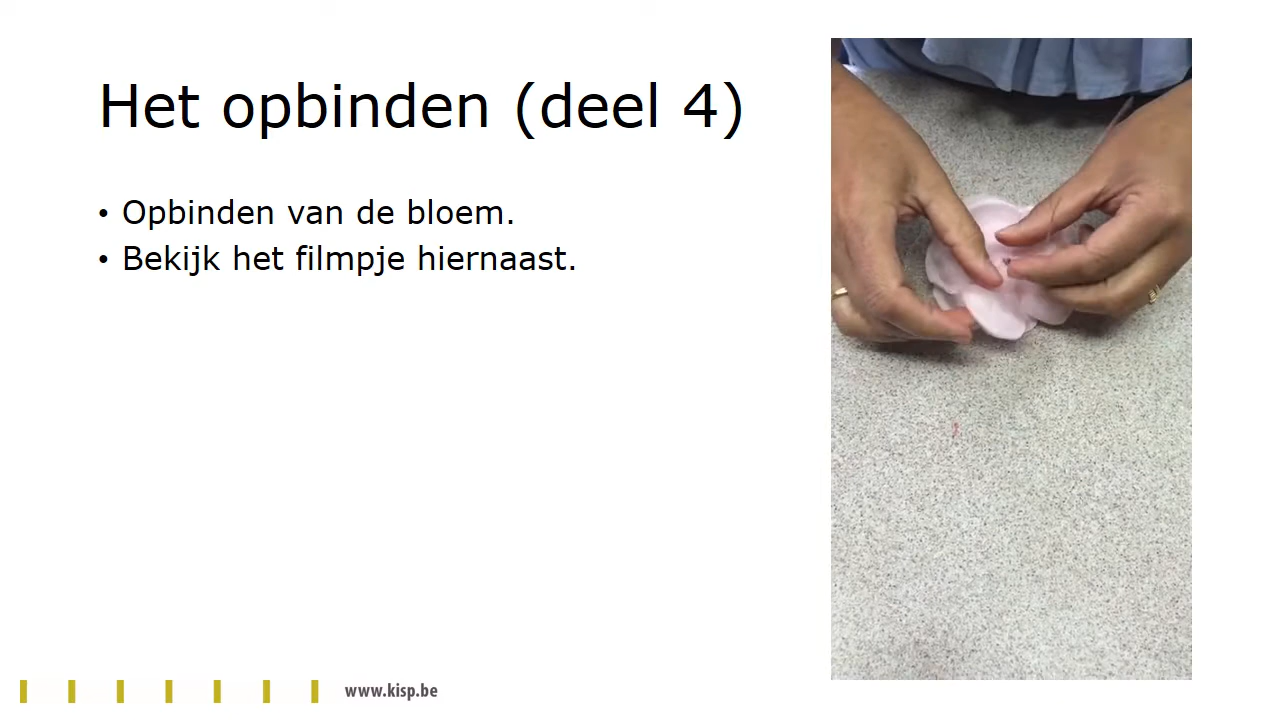 Het opbinden (deel 4)
• Opbinden van de bloem.
• Bekijk het filmpje hiernaast.
www.kisp.be